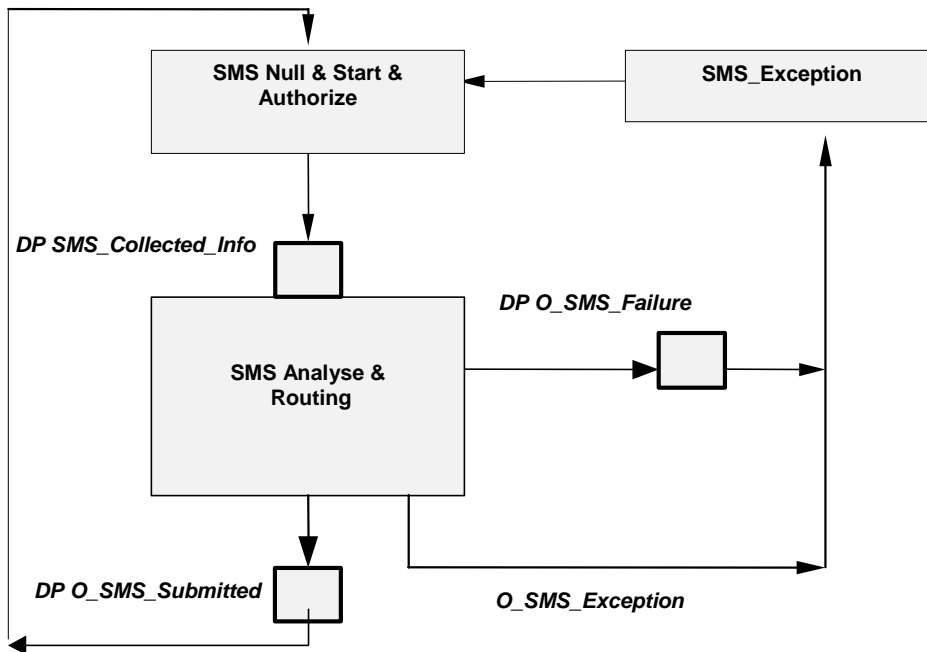 SMS Null & Start &
Authorize
SMS_Exception
DP SMS_Collected_Info
DP O_SMS_Failure
SMS Analyse &
Routing
DP O_SMS_Submitted
O_SMS_Exception